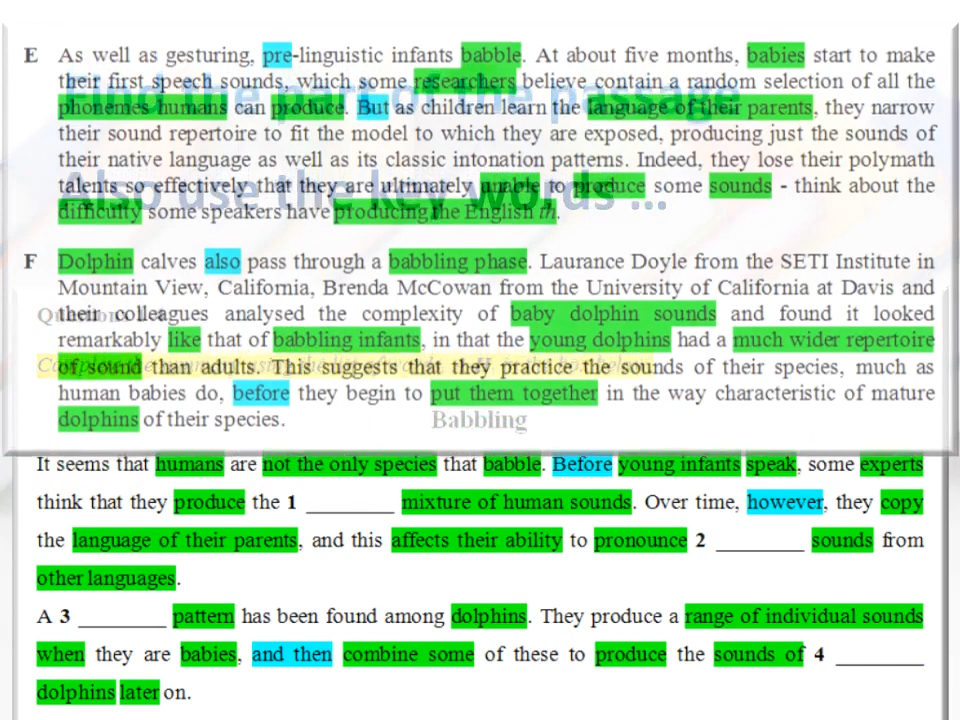 E As well as gesturing, pre-linguistic infants babble. At about five months, babies start to make
their first speech sounds, which some researchers believe contain a random selection of all the
Find the part of the passage
phonemes humans can produce. But as children learn the language of their parents, they narrow
their sound repertoire to fit the model to which they are exposed, producing just the sounds of
their native language as well as its classic intonation patterns. Indeed, they lose their polymath
talents so effectively that they are ultimately unable to produce some sounds - think about the
Also use the key words ...
difficulty some speakers have producing the English th.
F Dolphin calves also pass through a babbling phase. Laurance Doyle from the SETI Institute in
Mountain View, California, Brenda McCowan from the University of California at Davis and
their colleagues analysed the complexity of baby dolphin sounds and found it looked
remarkably like that of babbling infants, in that the young dolphins had a much wider repertoire
of sound than adults. This suggests that they practice the sounds of their species, much as
human babies do, before they begin to put them together in the way characteristic of mature
dolphins of their species.
Babbling
It seems that humans are not the only species that babble. Before young infants speak, some experts
think that they produce the 1 ________ mixture of human sounds. Over time, however, they copy
the language of their parents, and this affects their ability to pronounce 2 ________ sounds from
other languages.
A 3 ________ pattern has been found among dolphins. They produce a range of individual sounds
when they are babies, and then combine some of these to produce the sounds of 4 ________
dolphins later on.